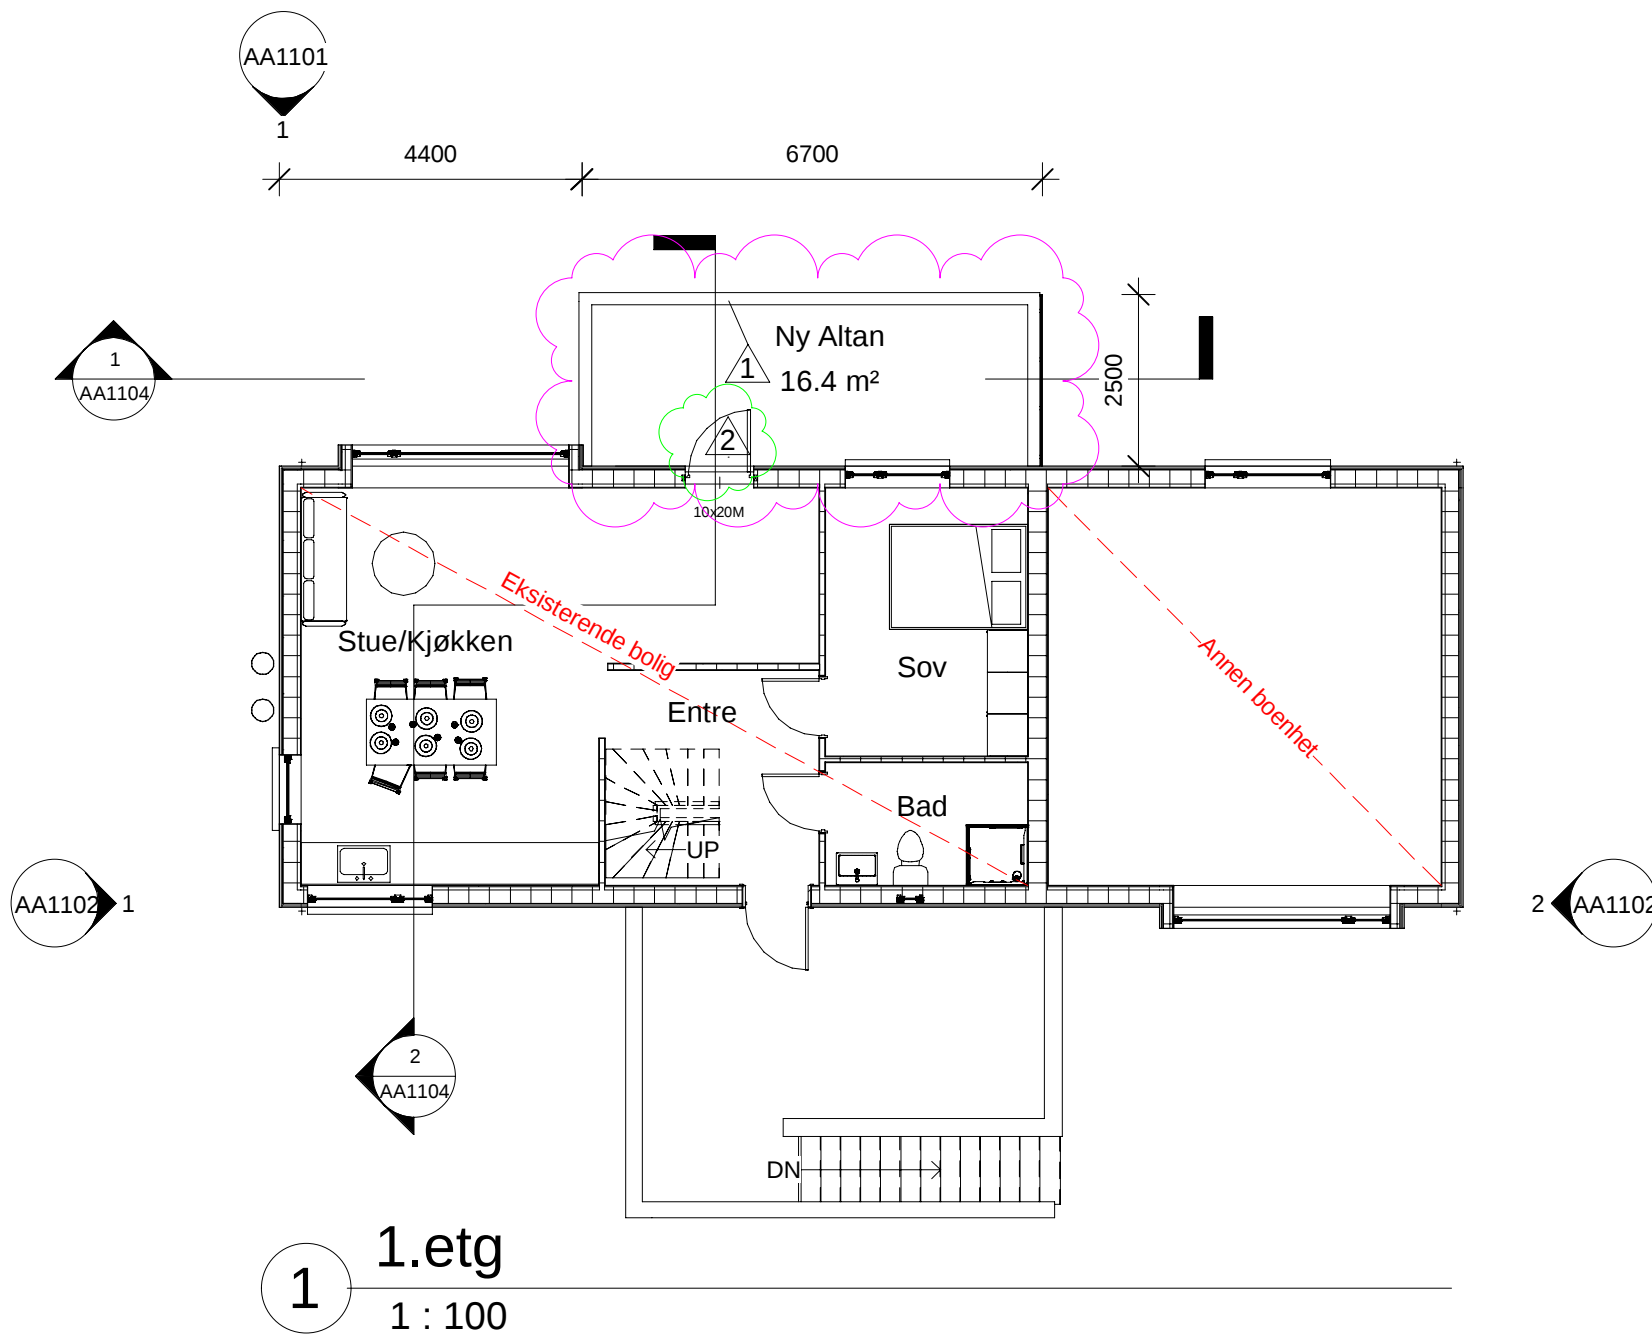 AA1101
1
4400
6700
Ny Altan
1
16.4 m²
2500
1
AA1104
2
10x20M
Eksisterende bolig
Stue/Kjøkken
Sov
Annen boenhet
Entre
Bad
UP
AA1102
1
2
AA1102
2
AA1104
DN
1.etg
1
1 : 100